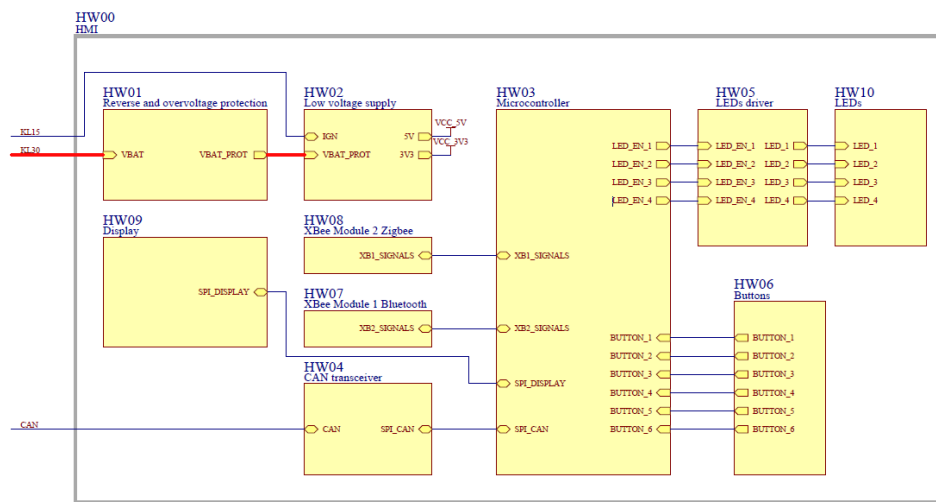 HW00
HMI
HW01
Reverse and overvoltage protection
VBAT
VBAT_PROT
HW02
Low voltage supply
IGN
VBAT_PROT
5V
3V3
VCC_5V
VCC_3V3
HW03
Microcontroller
LED_EN_1
LED_EN_2
LED_EN_3
LED_EN_4
XB1_SIGNALS
XB2_SIGNALS
SPI_DISPLAY
SPI_CAN
BUTTON_1
BUTTON_2
BUTTON_3
BUTTON_4
BUTTON_5
BUTTON_6
HW05
LEDs driver
LED_EN_1 LED_1
LED_EN_2 LED_2
LED_EN_3 LED_3
LED_EN_4 LED_4
HW10
LEDs
LED_1
LED_2
LED_3
LED_4
KL15
KL30
HW09
Display
SPI_DISPLAY
HW08
XBee Module 2 Zigbee
XB1_SIGNALS
HW07
XBee Module 1 Bluetooth
XB2_SIGNALS
HW06
Buttons
BUTTON_1
BUTTON_2
BUTTON_3
BUTTON_4
BUTTON_5
BUTTON_6
HW04
CAN transceiver
CAN SPI_CAN
CAN